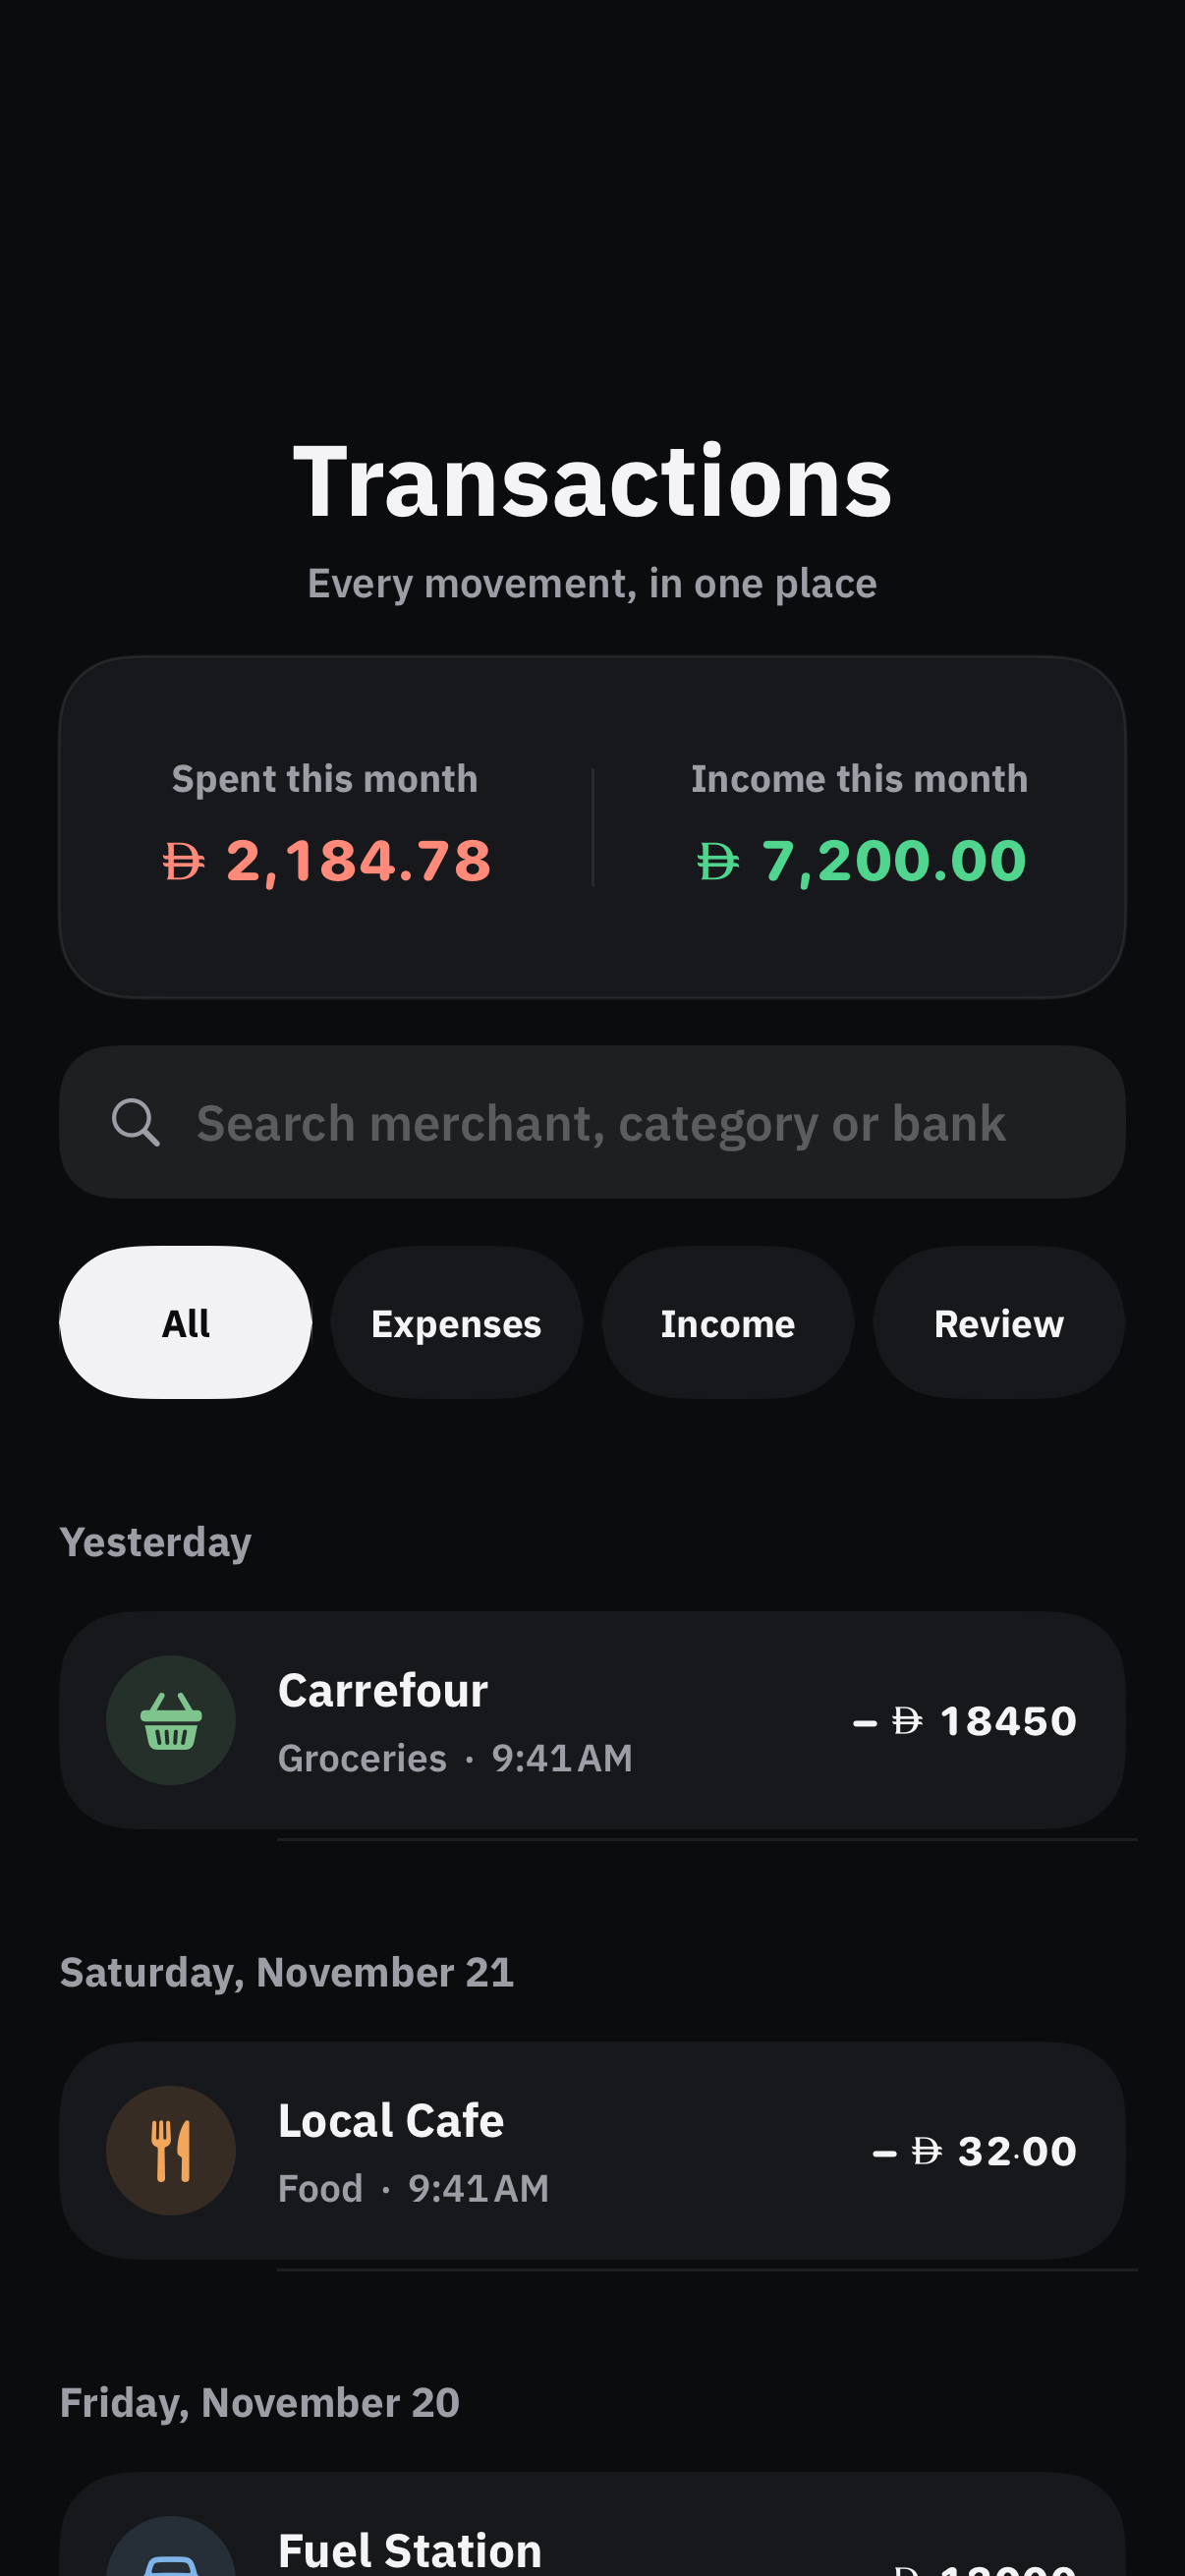 Transactions
Every movement, in one place
Spent this month
Income this month
2,184.78
7,200.00
Search merchant, category or bank
All
Expenses
Income
Review
Yesterday
Carrefour
– 18450
Groceries · 9:41 AM
Saturday, November 21
Local Cafe
– 32.00
Food · 9:41 AM
Friday, November 20
Fuel Station